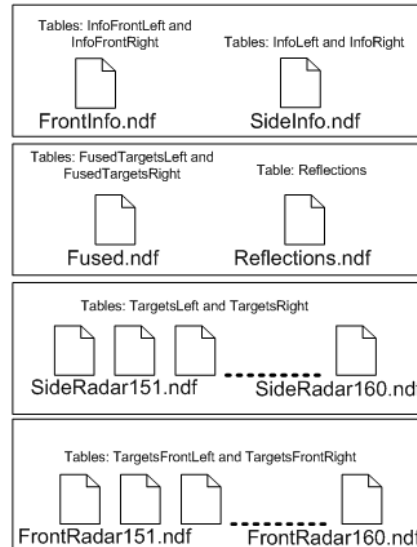 Tables: InfoFrontLeft and
InfoFrontRight
Tables: InfoLeft and InfoRight
FrontInfo.ndf
SideInfo.ndf
Tables: FusedTargetsLeft and
FusedTargetsRight
Table: Reflections
Fused.ndf
Reflections.ndf
Tables: TargetsLeft and TargetsRight
SideRadar151.ndf
SideRadar160.ndf
Tables: TargetsFrontLeft and TargetsFrontRight
FrontRadar151.ndf
FrontRadar160.ndf